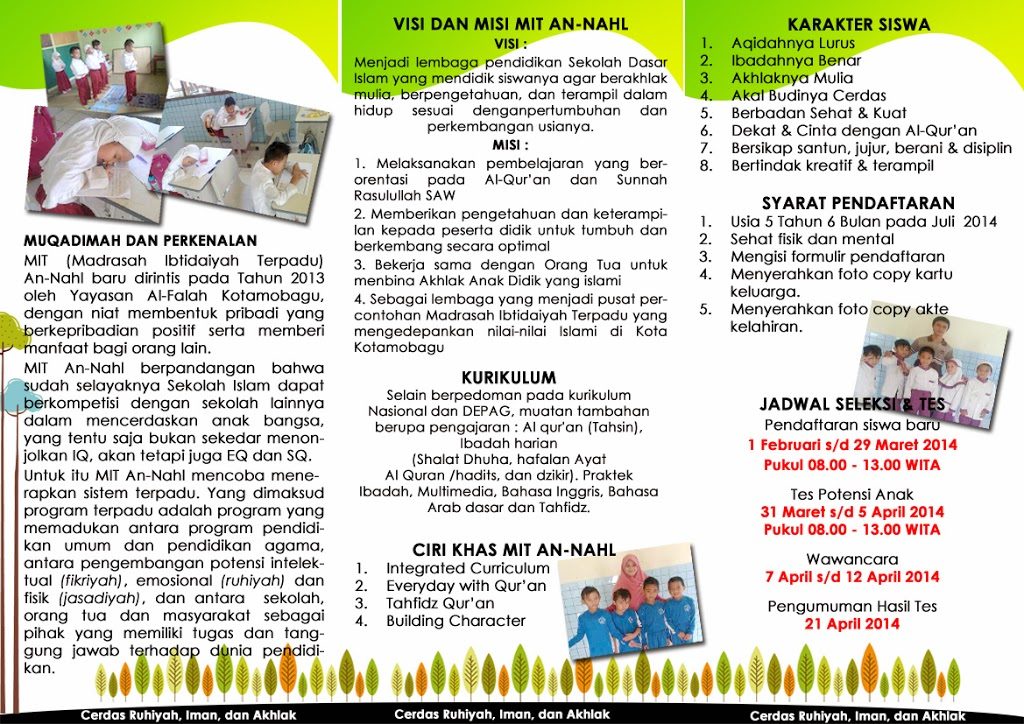 MUQADIMAH DAN PERKENALAN
MIT (Madrasah Ibtidaiyah Terpadu)
An-Nahl baru dirintis pada Tahun 2013
oleh Yayasan Al-Falah Kotamobagu,
dengan niat membentuk pribadi yang
berkepribadian positif serta memberi
manfaat bagi orang lain.
MIT An-Nahl berpandangan bahwa
sudah selayaknya Sekolah Islam dapat
berkompetisi dengan sekolah lainnya
dalam mencerdaskan anak bangsa,
yang tentu saja bukan sekedar menon-
jolkan IQ, akan tetapi juga EQ dan SQ.
Untuk itu MIT An-Nahl mencoba mene-
rapkan sistem terpadu. Yang dimaksud
program terpadu adalah program yang
memadukan antara program pendidi-
kan umum dan pendidikan agama,
antara pengembangan potensi intelek-
tual (fikriyah), emosional (ruhiyah) dan
fisik (jasadiyah), dan antara sekolah,
orang tua dan masyarakat sebagai
pihak yang memiliki tugas dan tang-
gung jawab terhadap dunia pendidi-
kan.
Cerdas Ruhiyah, Iman, dan Akhlak
VISI DAN MISI MIT AN-NAHL
VISI :
Menjadi lembaga pendidikan Sekolah Dasar
Islam yang mendidik siswanya agar berakhlak
mulia, berpengetahuan, dan terampil dalam
hidup sesuai denganpertumbuhan dan
perkembangan usianya.
MISI :
1. Melaksanakan pembelajaran yang ber-
orentasi pada Al-Qur'an dan Sunnah
Rasulullah SAW
2. Memberikan pengetahuan dan keterampi-
lan kepada peserta didik untuk tumbuh dan
berkembang secara optimal
3. Bekerja sama dengan Orang Tua untuk
menbina Akhlak Anak Didik yang islami
4. Sebagai lembaga yang menjadi pusat per-
contohan Madrasah Ibtidaiyah Terpadu yang
mengedepankan nilai-nilai Islami di Kota
Kotamobagu
KURIKULUM
Selain berpedoman pada kurikulum
Nasional dan DEPAG, muatan tambahan
berupa pengajaran : Al qur'an (Tahsin),
Ibadah harian
(Shalat Dhuha, hafalan Ayat
Al Quran /hadits, dan dzikir). Praktek
Ibadah, Multimedia, Bahasa Inggris, Bahasa
Arab dasar dan Tahfidz.
CIRI KHAS MIT AN-NAHL
1. Integrated Curriculum
2. Everyday with Qur'an
3. Tahfidz Qur'an
4. Building Character
Cerdas Ruhiyah, Iman, dan Akhlak
KARAKTER SISWA
1. Aqidahnya Lurus
2. Ibadahnya Benar
3. Akhlaknya Mulia
4. Akal Budinya Cerdas
5. Berbadan Sehat & Kuat
6. Dekat & Cinta dengan Al-Qur'an
7. Bersikap santun, jujur, berani & disiplin
8. Bertindak kreatif & terampil
SYARAT PENDAFTARAN
1. Usia 5 Tahun 6 Bulan pada Juli 2014
2. Sehat fisik dan mental
3. Mengisi formulir pendaftaran
4. Menyerahkan foto copy kartu
keluarga.
5. Menyerahkan foto copy akte
kelahiran.
JADWAL SELEKSI & TES
Pendaftaran siswa baru
1 Februari s/d 29 Maret 2014
Pukul 08.00 - 13.00 WITA
Tes Potensi Anak
31 Maret s/d 5 April 2014
Pukul 08.00 - 13.00 WITA
Wawancara
7 April s/d 12 April 2014
Pengumuman Hasil Tes
21 April 2014
Cerdas Ruhiyah, Iman, dan Akhlak